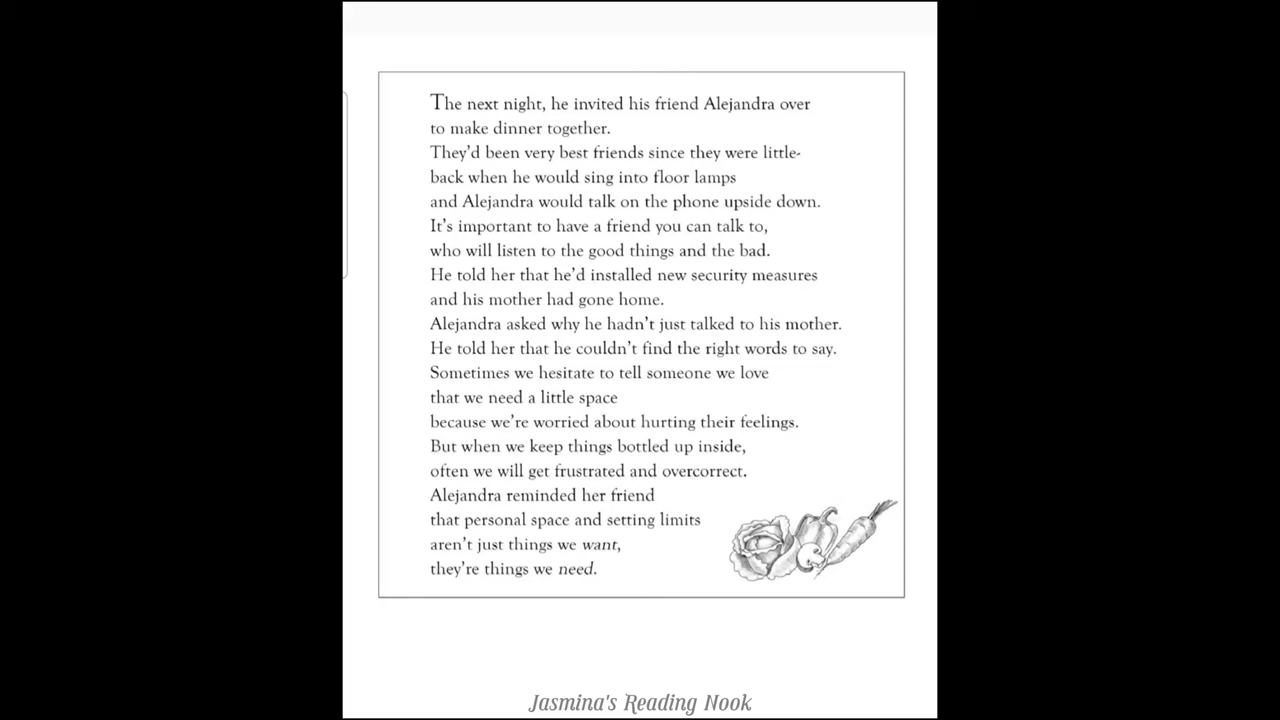 The next night, he invited his friend Alejandra over
to make dinner together.
They'd been very best friends since they were little-
back when he would sing into floor lamps
and Alejandra would talk on the phone upside down.
It's important to have a friend you can talk to,
who will listen to the good things and the bad.
He told her that he'd installed new security measures
and his mother had gone home.
Alejandra asked why he hadn't just talked to his mother.
He told her that he couldn't find the right words to say.
Sometimes we hesitate to tell someone we love
that we need a little space
because we're worried about hurting their feelings.
But when we keep things bottled up inside,
often we will get frustrated and overcorrect.
Alejandra reminded her friend
that personal space and setting limits
aren't just things we want,
they're things we need.
Jasmina's Reading Nook